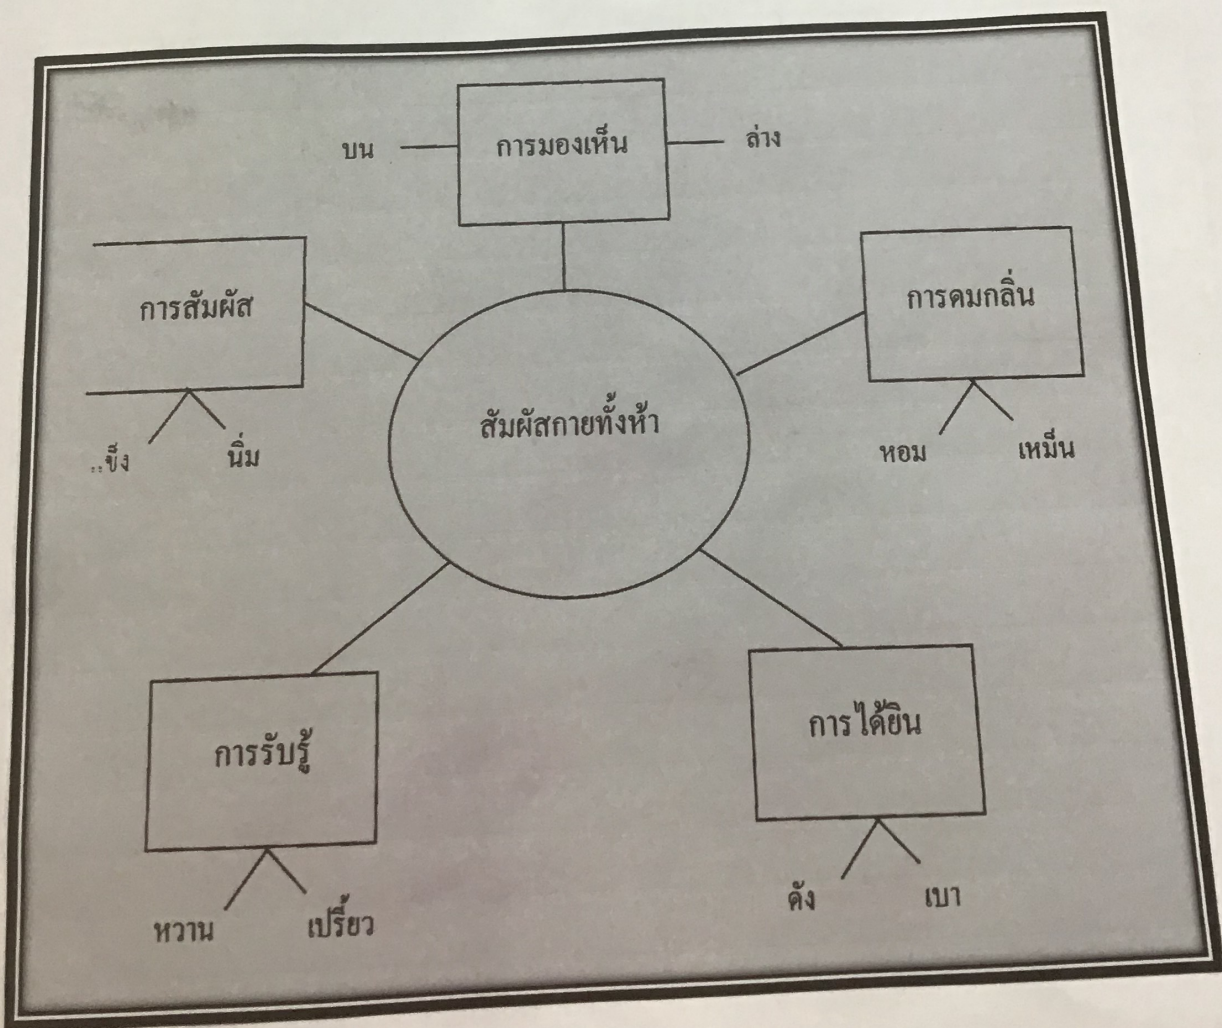 บน
การมองเห็น
ล่าง
การสัมผัส
การดมกลิ่น
..ข็ง
นิ่ม
สัมผัสกายทั้งห้า
หอม
เหม็น
การรับรู้
การได้ยิน
หวาน
เปรี้ยว
ดัง
เบา